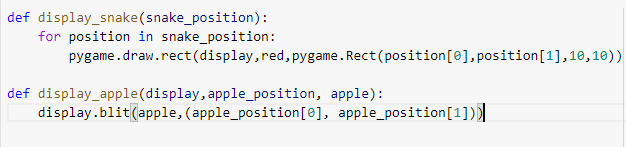 def display_snake(snake_position):
    for position in snake_position:
        pygame.draw.rect(display,red,pygame.Rect(position[0],position[1],10,10))

def display_apple(display,apple_position, apple):
    display.blit(apple,(apple_position[0], apple_position[1]))